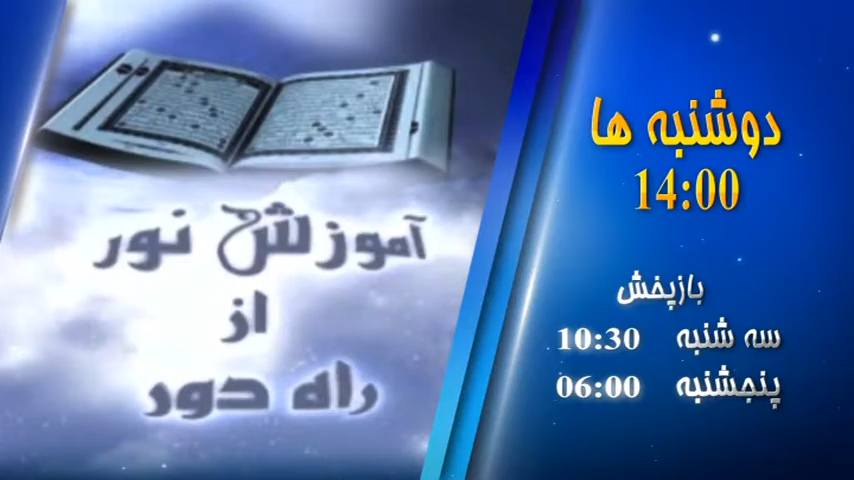 آموزش نور
از
راه دور
دوشنبه ها
14:00
بازپخش
سه شنبه 10:30
پنجشنبه 06:00